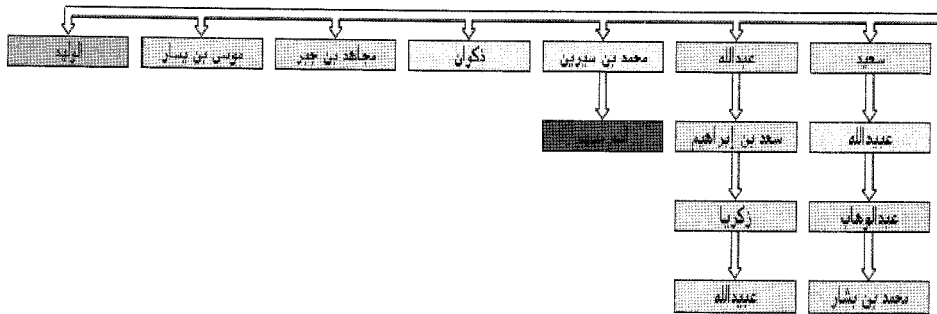 سعيد
عبدالله
محمد بن سيرين
ذكوان
مجاهد بن جبر
موسى بن يسار
الوليد
عبيدالله
سعد بن إبراهيم
عبدالوهاب
زكريا
محمد بن بشار
عبيدالله